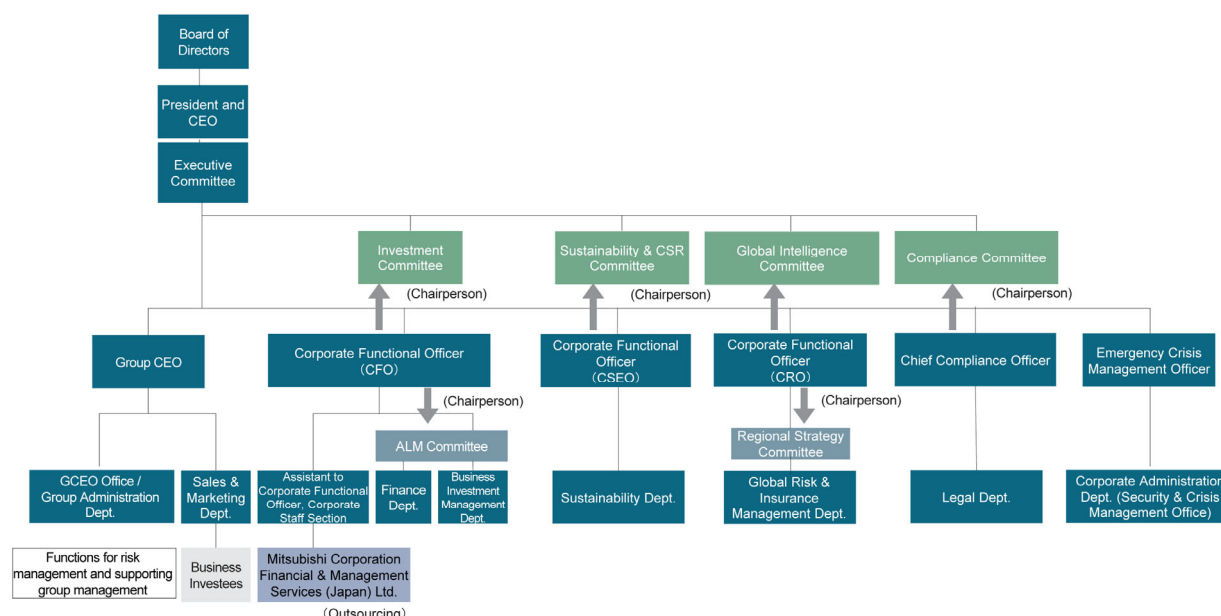 Board of
Directors
President and
CEO
Executive
Committee
Investment
Committee
Sustainability & CSR
Committee
Global Intelligence
Committee
Compliance Committee
(Chairperson)
(Chairperson)
(Chairperson)
Group CEO
Corporate Functional Officer
(CFO)
Corporate Functional
Officer
(CSEO)
Corporate Functional
Officer
(CRO)
Chief Compliance Officer
Emergency Crisis
Management Officer
(Chairperson)
(Chairperson)
ALM Committee
Regional Strategy
Committee
GCEO Office /
Group Administration
Dept.
Sales &
Marketing
Dept.
Assistant to
Corporate Functional
Officer, Corporate
Staff Section
Finance
Dept.
Business
Investment
Management
Dept.
Sustainability Dept.
Global Risk &
Insurance
Management Dept.
Legal Dept.
Corporate Administration
Dept. (Security & Crisis
Management Office)
Functions for risk
management and supporting
group management
Business
Investees
Mitsubishi Corporation
Financial & Management
Services (Japan) Ltd.
(Outsourcing)